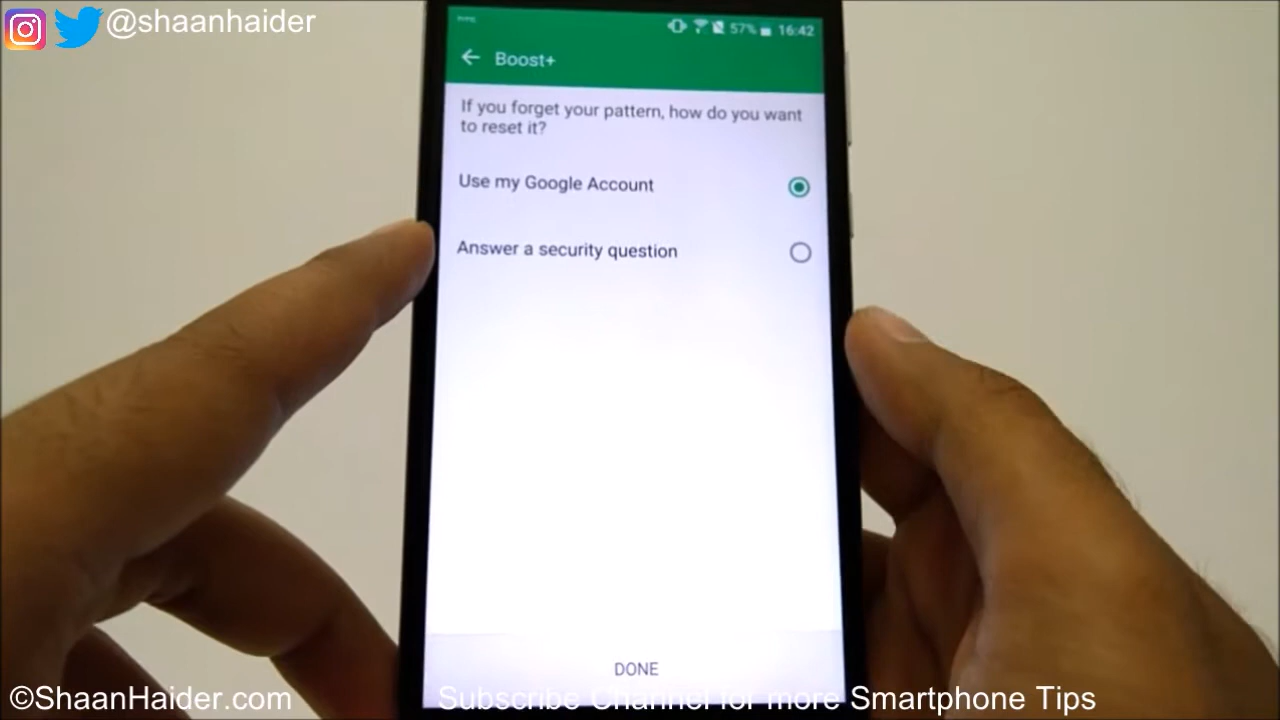 @shaanhaider
57% 16:42
Boost+
If you forget your pattern, how do you want
to reset it?
Use my Google Account
Answer a security question
DONE
©ShaanHaider.com
Subscribe Channel for more Smartphone Tips